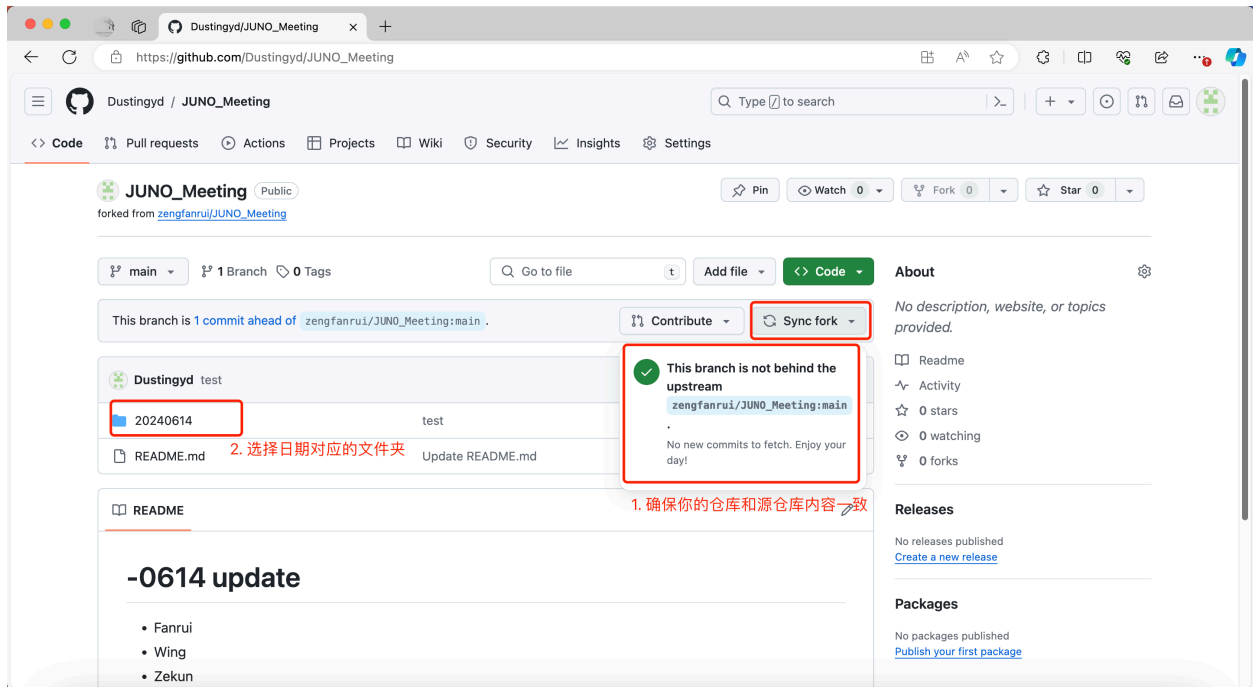 Dustingyd/JUNO_Meeting
https://github.com/Dustingyd/JUNO_Meeting
Dustingyd / JUNO_Meeting
Type / to search
Code Pull requests Actions Projects Wiki Security Insights Settings
JUNO_Meeting Public
Pin Watch 0 Fork 0 Star 0
forked from zengfanrui/JUNO_Meeting
main 1 Branch 0 Tags
Go to file t Add file Code
About
No description, website, or topics
provided.
This branch is 1 commit ahead of zengfanrui/JUNO_Meeting:main .
Contribute Sync fork
This branch is not behind the
upstream
zengfanrui/JUNO_Meeting:main
.
No new commits to fetch. Enjoy your
day!
1. 确保你的仓库和源仓库内容一致
Dustingyd test
20240614 test
2. 选择日期对应的文件夹
README.md Update README.md
Readme
Activity
0 stars
0 watching
0 forks
README
-0614 update
• Fanrui
• Wing
• Zekun
Releases
No releases published
Create a new release
Packages
No packages published
Publish your first package